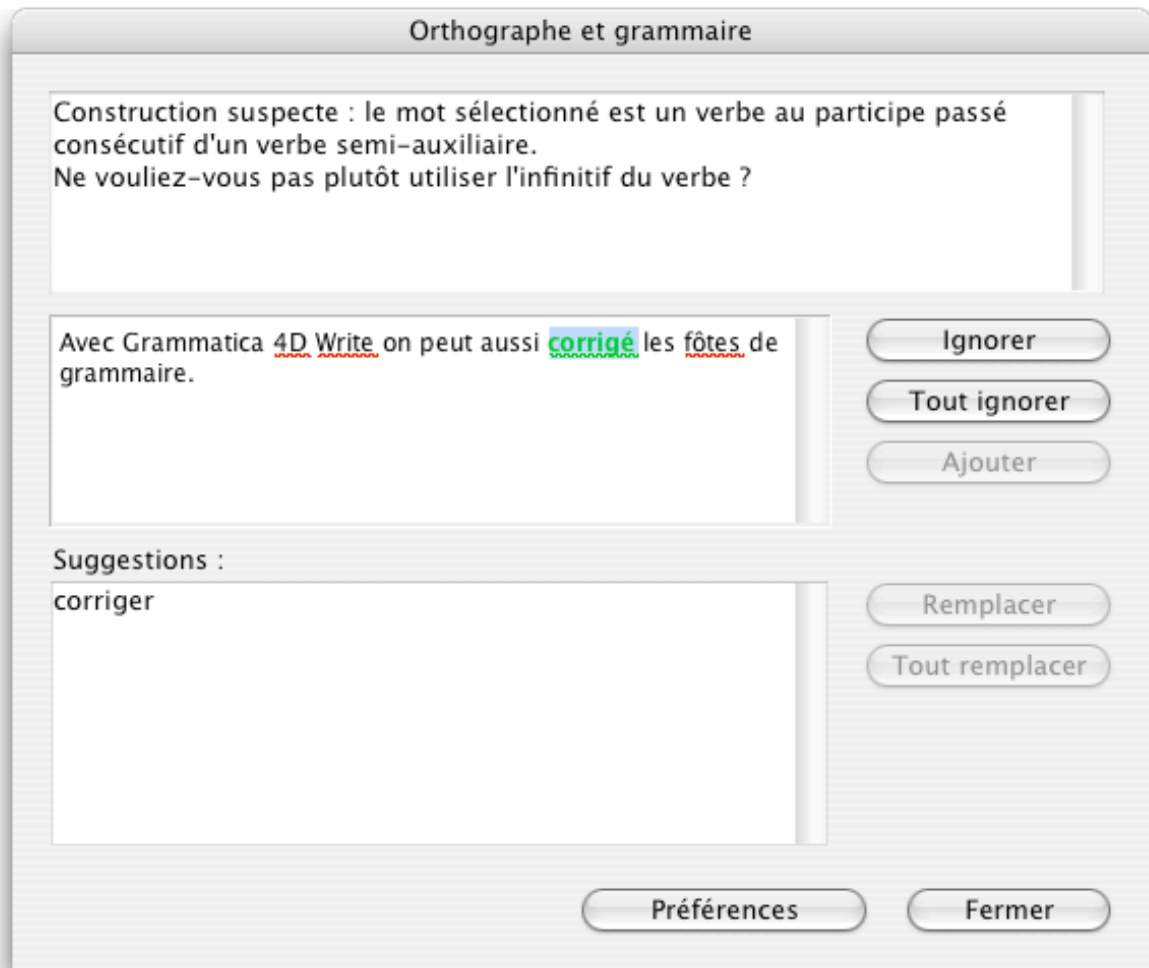 Orthographe et grammaire
Construction suspecte : le mot sélectionné est un verbe au participe passé
consécutif d'un verbe semi-auxiliaire.
Ne vouliez-vous pas plutôt utiliser l'infinitif du verbe ?
Avec Grammatica 4D Write on peut aussi corrigé les fôtes de
grammaire.
Ignorer
Tout ignorer
Ajouter
Suggestions :
corriger
Remplacer
Tout remplacer
Préférences
Fermer